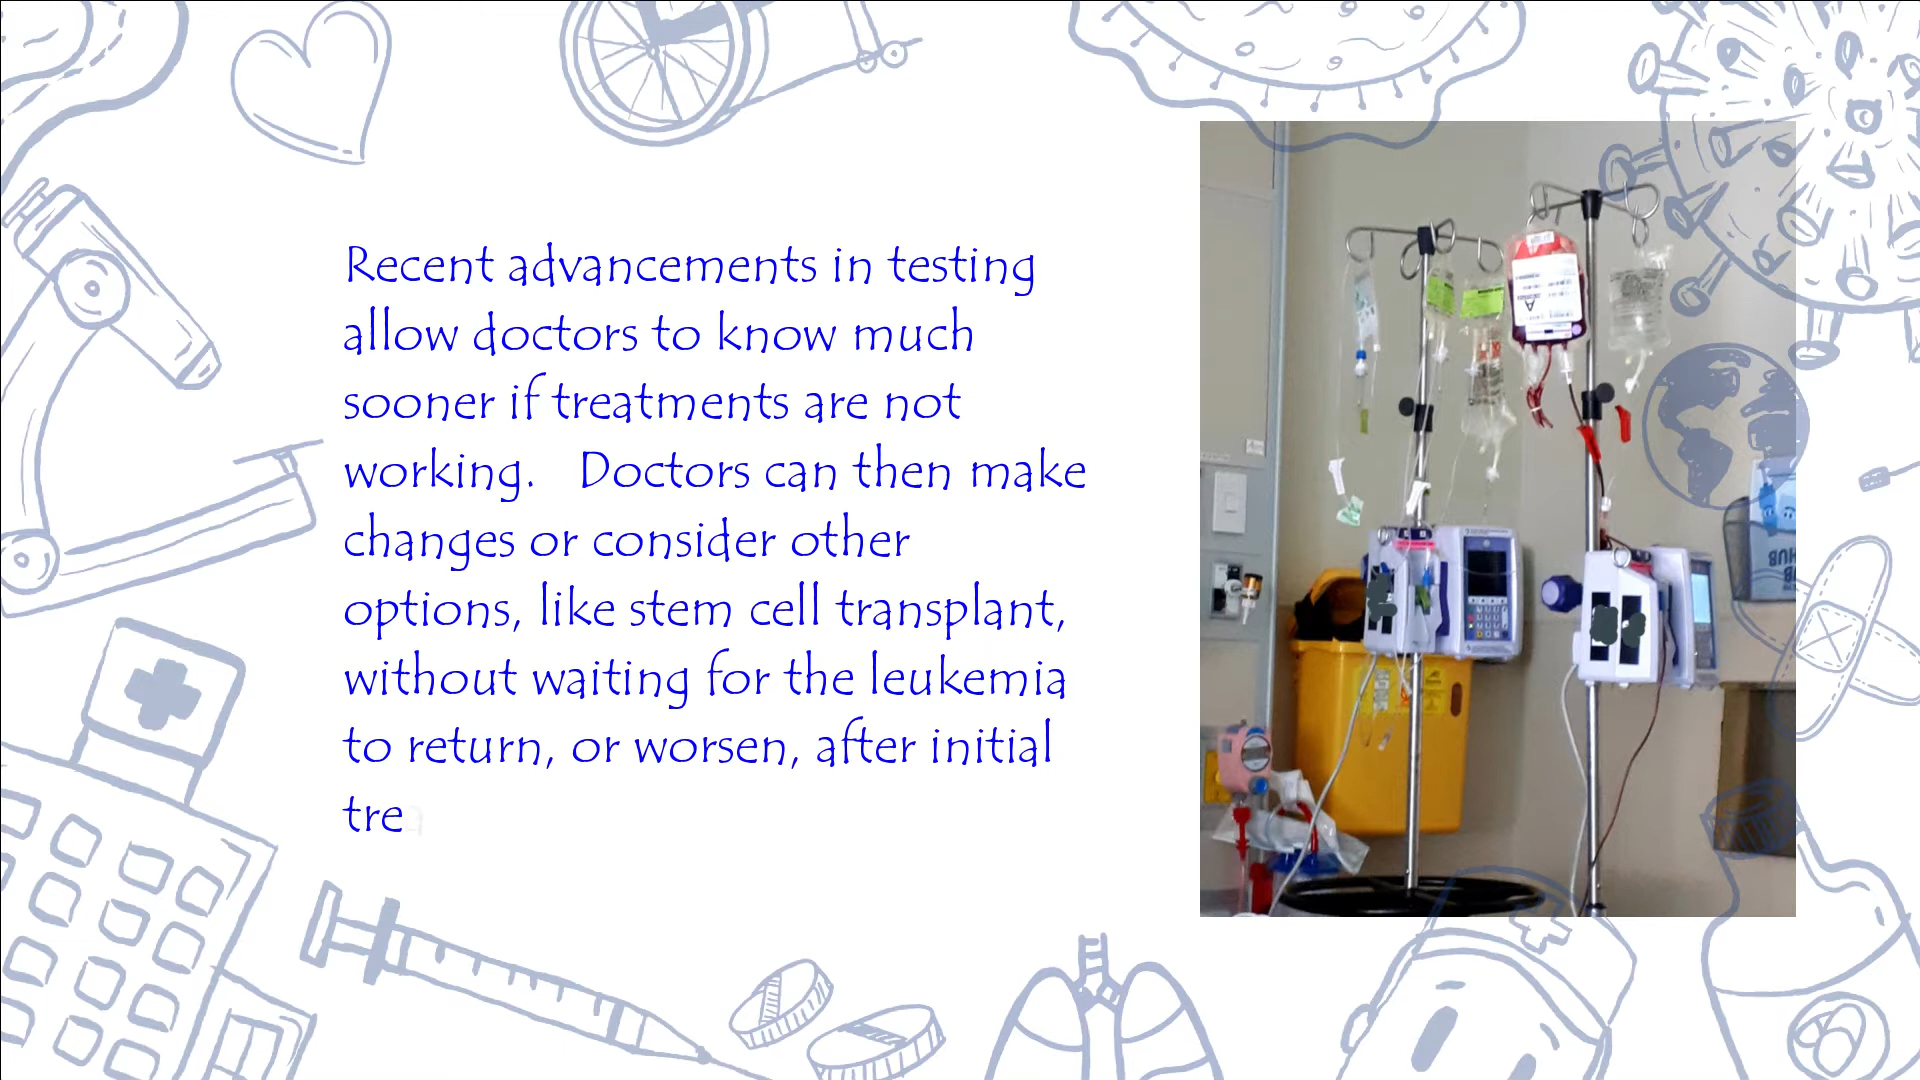 Recent advancements in testing
allow doctors to know much
sooner if treatments are not
working.   Doctors can then make
changes or consider other
options, like stem cell transplant,
without waiting for the leukemia
to return, or worsen, after initial
tre
A